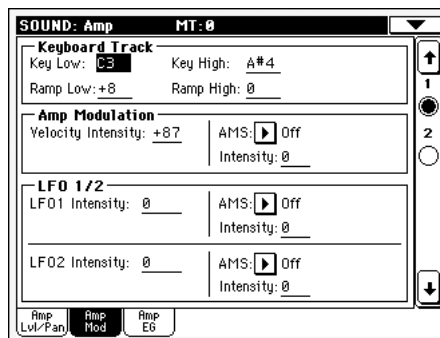 SOUND: Amp MT:0
Keyboard Track
Key Low: C3 Key High: A#4
Ramp Low: +8 Ramp High: 0
1
Amp Modulation
Velocity Intensity: +87 AMS: Off
2
Intensity: 0
LFO 1/2
LFO1 Intensity: 0 AMS: Off
Intensity: 0
LFO2 Intensity: 0 AMS: Off
Intensity: 0
Amp Lvl/Pan Amp Mod Amp EG